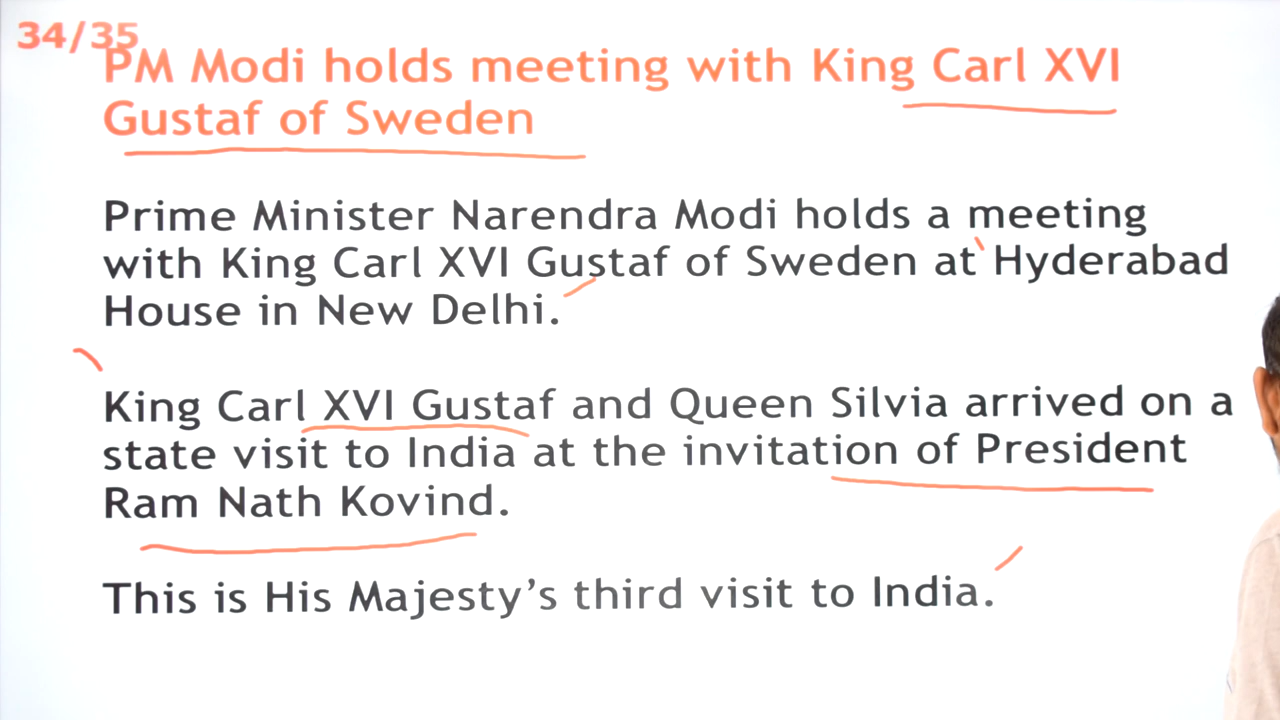 34/35
PM Modi holds meeting with King Carl XVI
Gustaf of Sweden
Prime Minister Narendra Modi holds a meeting
with King Carl XVI Gustaf of Sweden at Hyderabad
House in New Delhi.
King Carl XVI Gustaf and Queen Silvia arrived on a
state visit to India at the invitation of President
Ram Nath Kovind.
This is His Majesty's third visit to India.